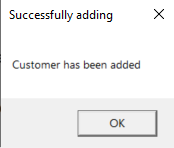 Successfully adding
Customer has been added
OK